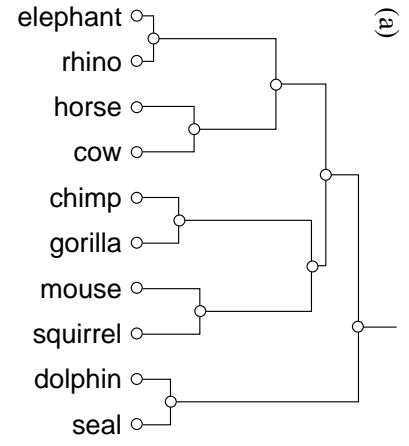 elephant
(a)
rhino
horse
cow
chimp
gorilla
mouse
squirrel
dolphin
seal